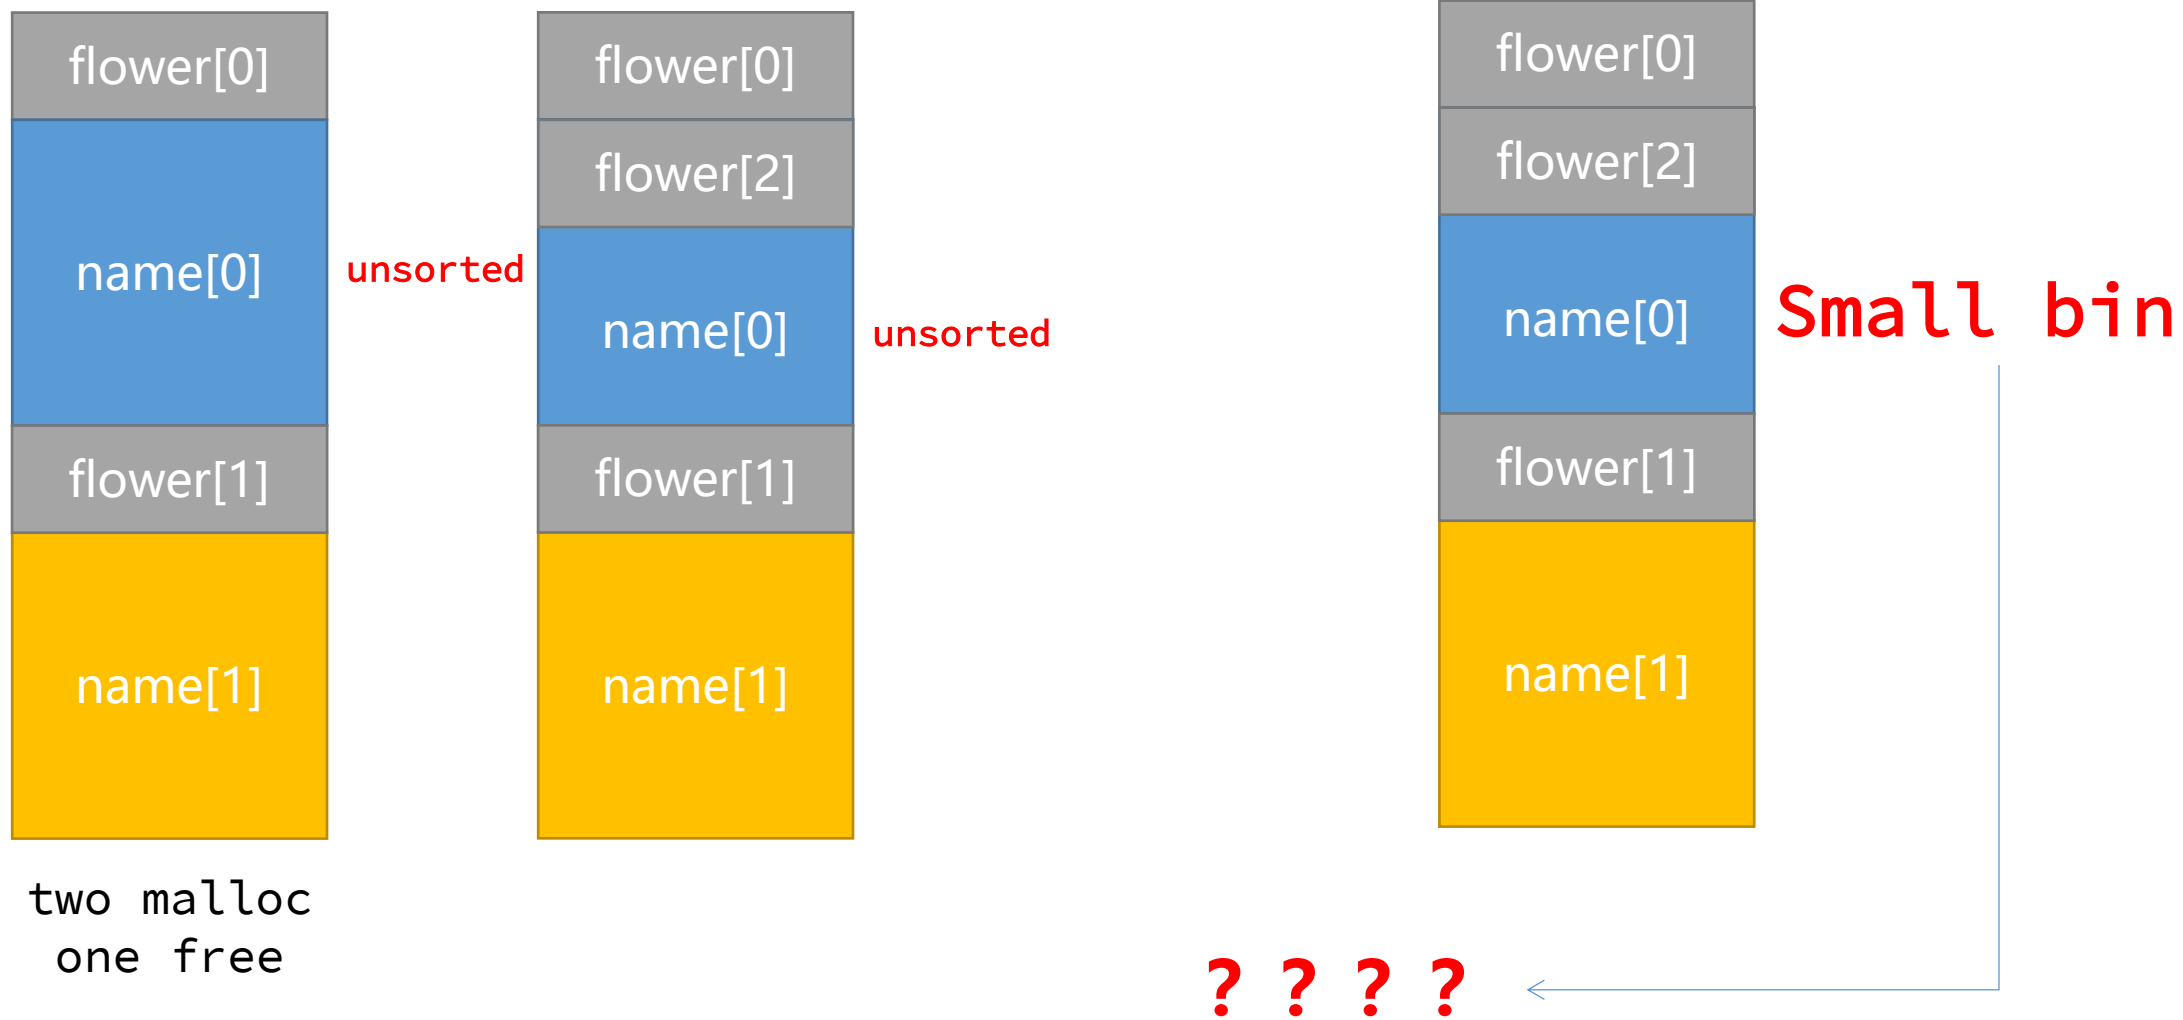 flower[0]
name[0]
flower[1]
name[1]
two malloc
one free
unsorted
flower[0]
flower[2]
name[0]
flower[1]
name[1]
unsorted
flower[0]
flower[2]
name[0]
flower[1]
name[1]
Small bin
????